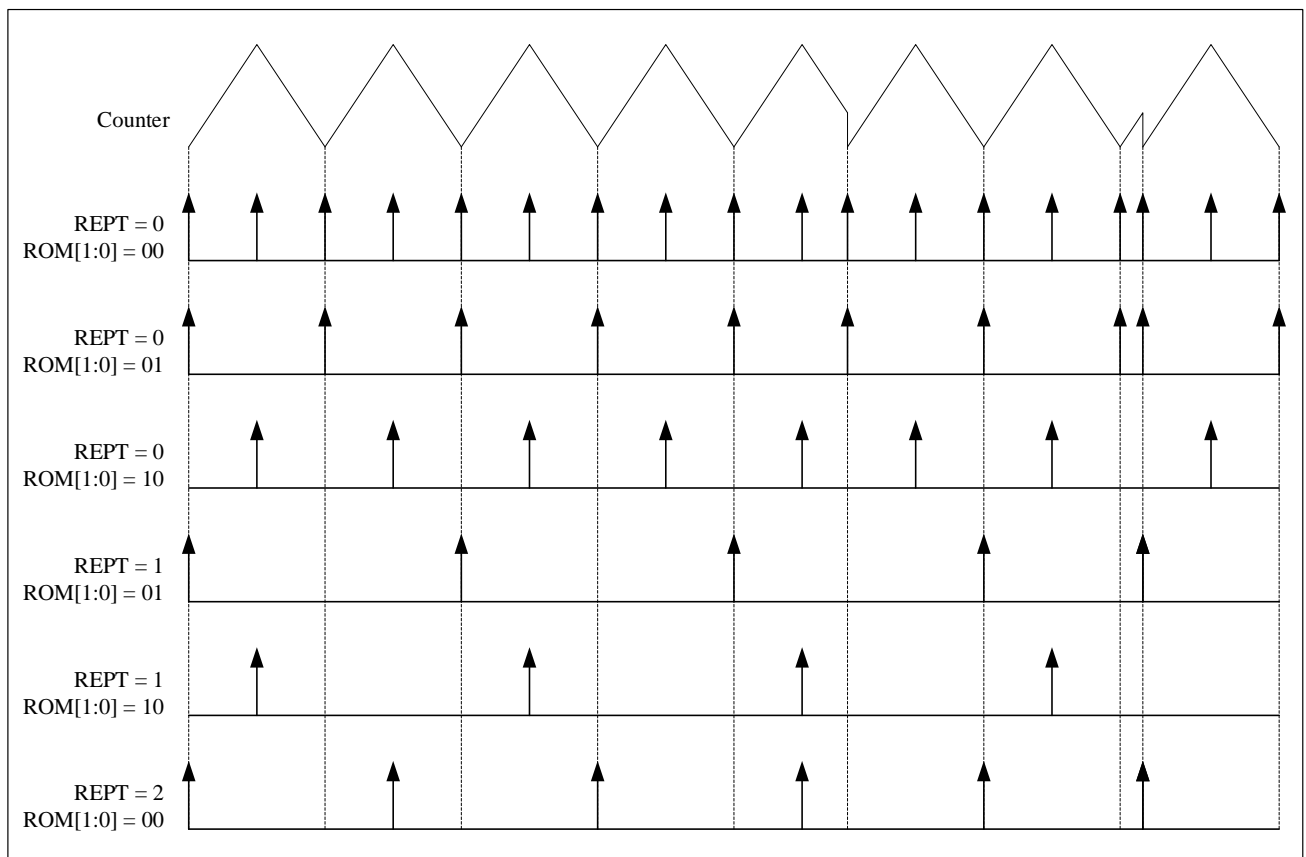 Counter
REPT = 0
ROM[1:0] = 00
REPT = 0
ROM[1:0] = 01
REPT = 0
ROM[1:0] = 10
REPT = 1
ROM[1:0] = 01
REPT = 1
ROM[1:0] = 10
REPT = 2
ROM[1:0] = 00